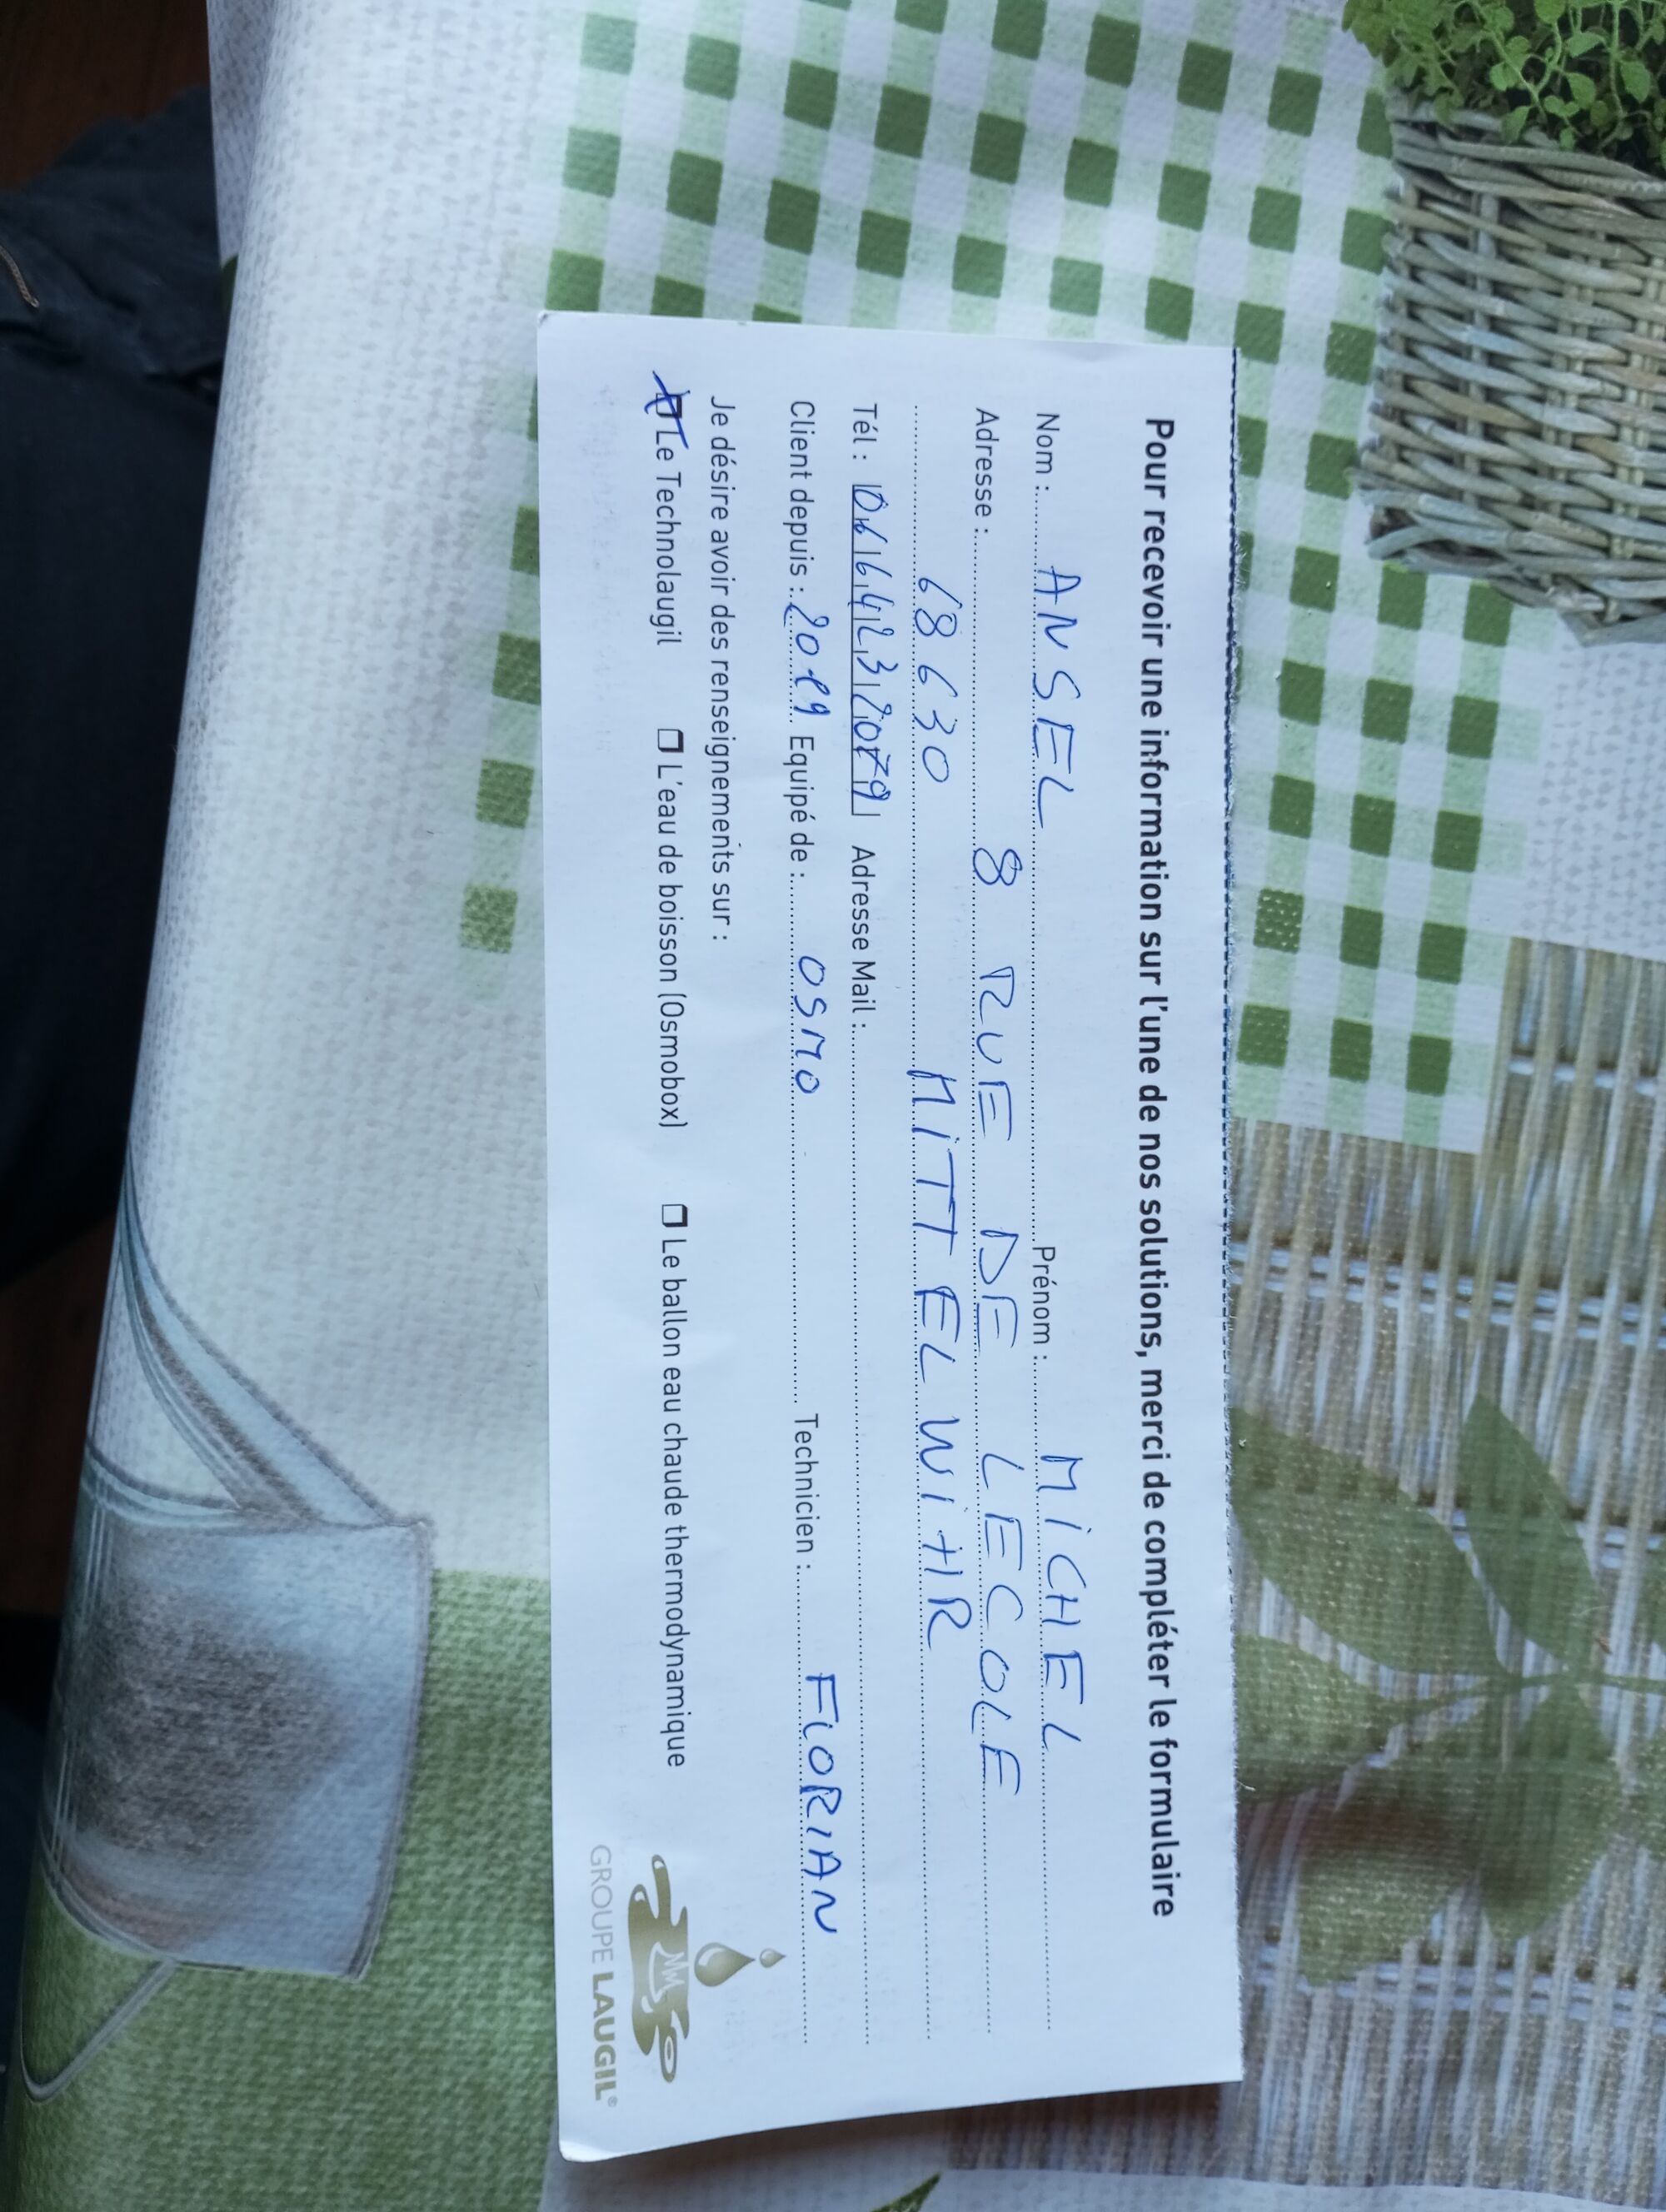 Pour recevoir une information sur l'une de nos solutions, merci de compléter le formulaire
Nom : ANSEL Prénom : MICHEL
Adresse : 8 RUE DE LECOLE
68630 MITTELWIHR
Tél : 064232079 Adresse Mail :
Client depuis : 2019 Equipé de : OSMO Technicien : FLORIAN
Je désire avoir des renseignements sur :
Le Technolaugil ❒ L'eau de boisson (Osmobox) ❒ Le ballon eau chaude thermodynamique
GROUPE LAUGIL®